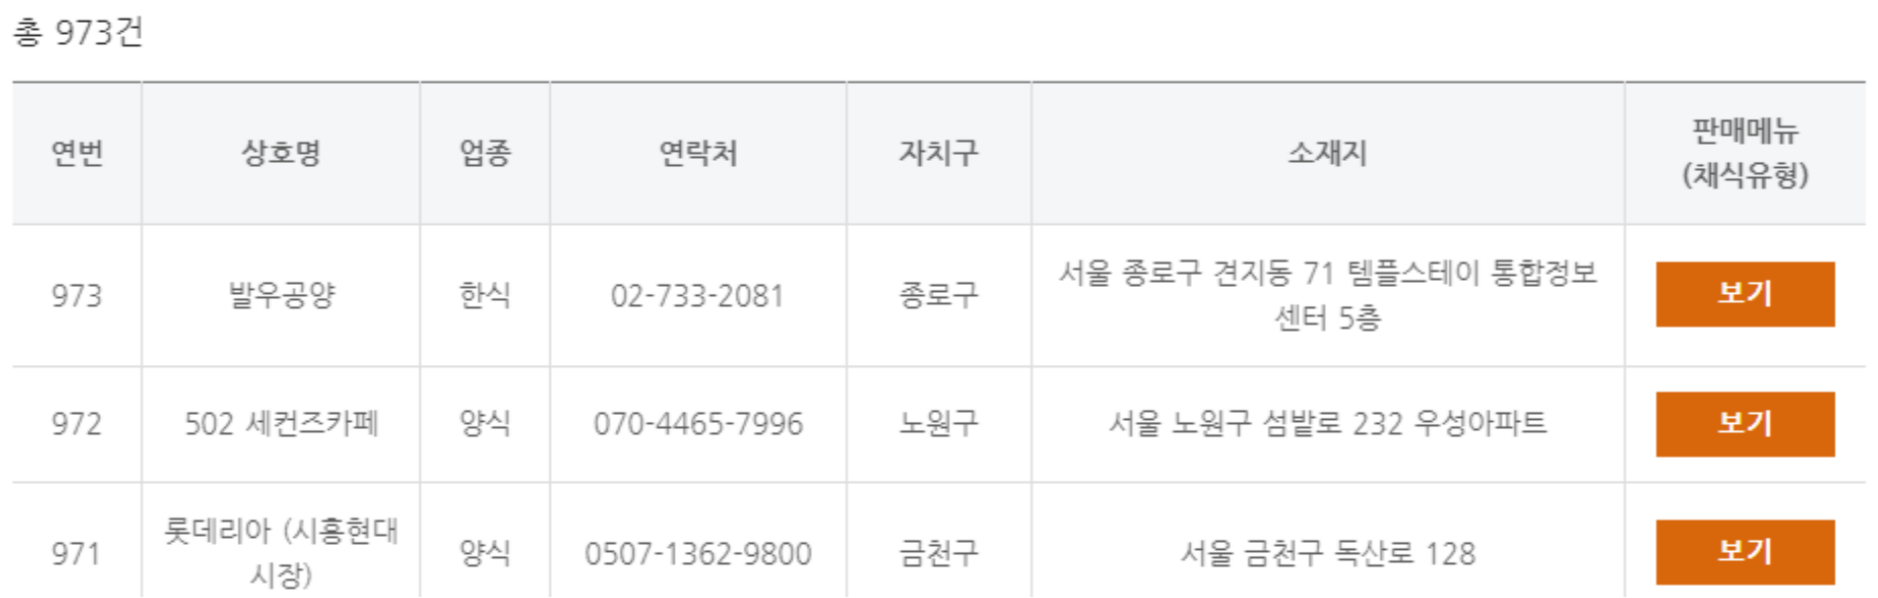 총 973건
연번 상호명 업종 연락처 자치구 소재지 판매메뉴
(채식유형)
973 발우공양 한식 02-733-2081 종로구 서울 종로구 견지동 71 템플스테이 통합정보
센터 5층 보기
972 502 세컨즈카페 양식 070-4465-7996 노원구 서울 노원구 섬밭로 232 우성아파트 보기
971 롯데리아 (시흥현대
시장) 양식 0507-1362-9800 금천구 서울 금천구 독산로 128 보기